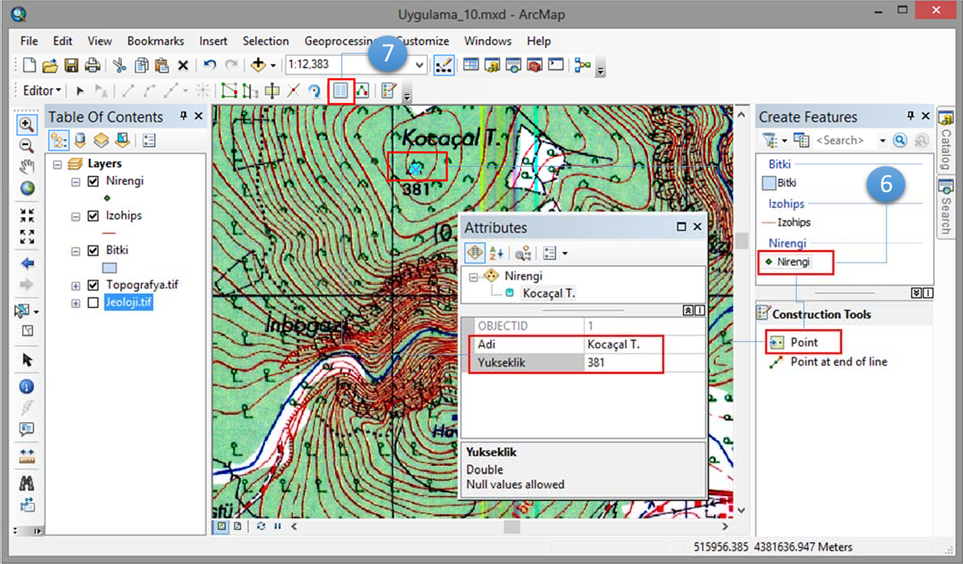 Uygulama_10.mxd - ArcMap
File Edit View Bookmarks Insert Selection Geoprocessing Customize Windows Help
7
1:12,383
Editor
Table Of Contents
Layers
Nirengi
Izohips
Bitki
Topografya.tif
Jeoloji.tif
Kocaçal T.
381
İnboğazı
Attributes
Nirengi
Kocaçal T.
OBJECTID 1
Adi Kocaçal T.
Yukseklik 381
Yukseklik
Double
Null values allowed
Create Features
<Search>
Bitki
Bitki
6
Izohips
Izohips
Nirengi
Nirengi
Construction Tools
Point
Point at end of line
Catalog
Search
515956.385 4381636.947 Meters